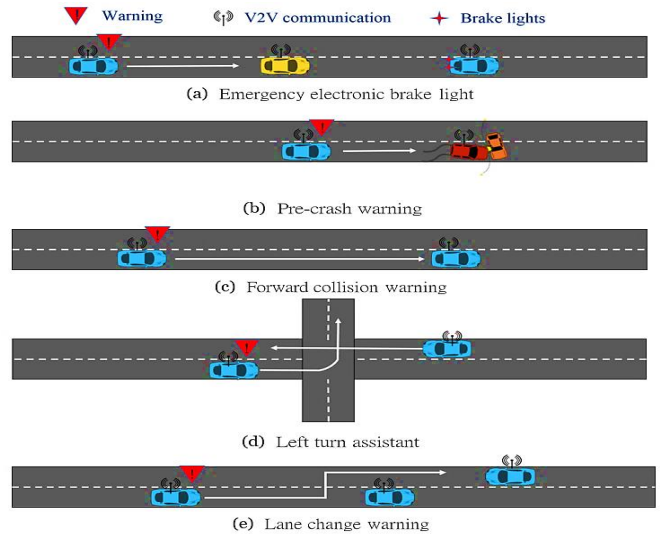 Warning V2V communication Brake lights
(a) Emergency electronic brake light
(b) Pre-crash warning
(c) Forward collision warning
(d) Left turn assistant
(e) Lane change warning